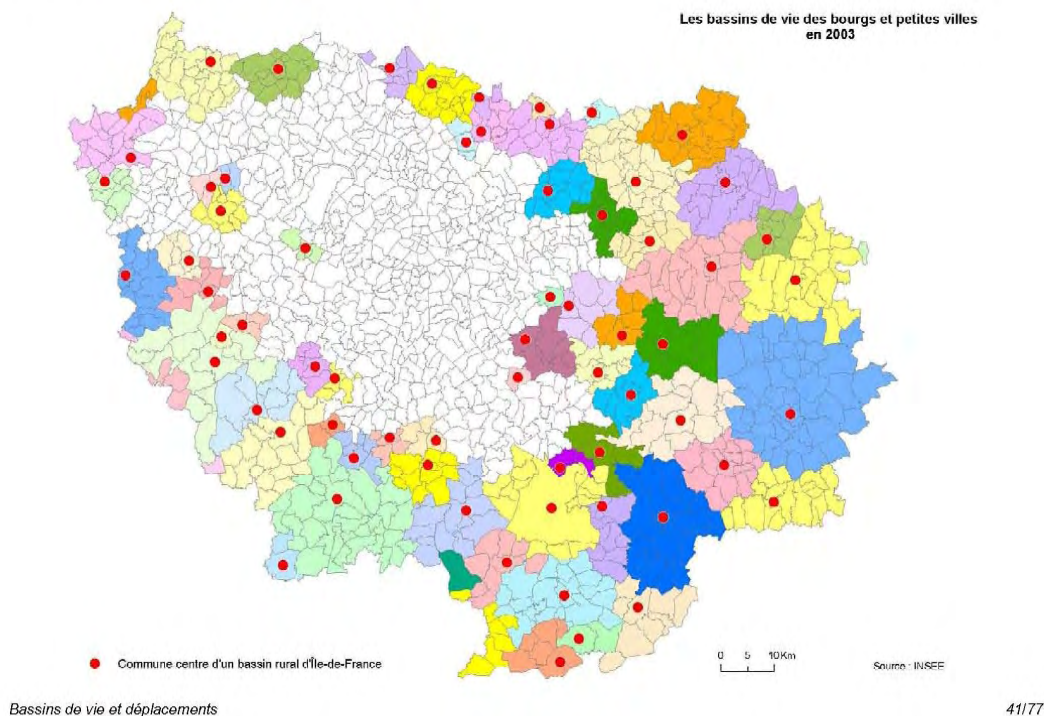 Les bassins de vie des bourgs et petites villes
en 2003
Commune centre d'un bassin rural d'Île-de-France
0 5 10Km
Source : INSEE
Bassins de vie et déplacements
41/77